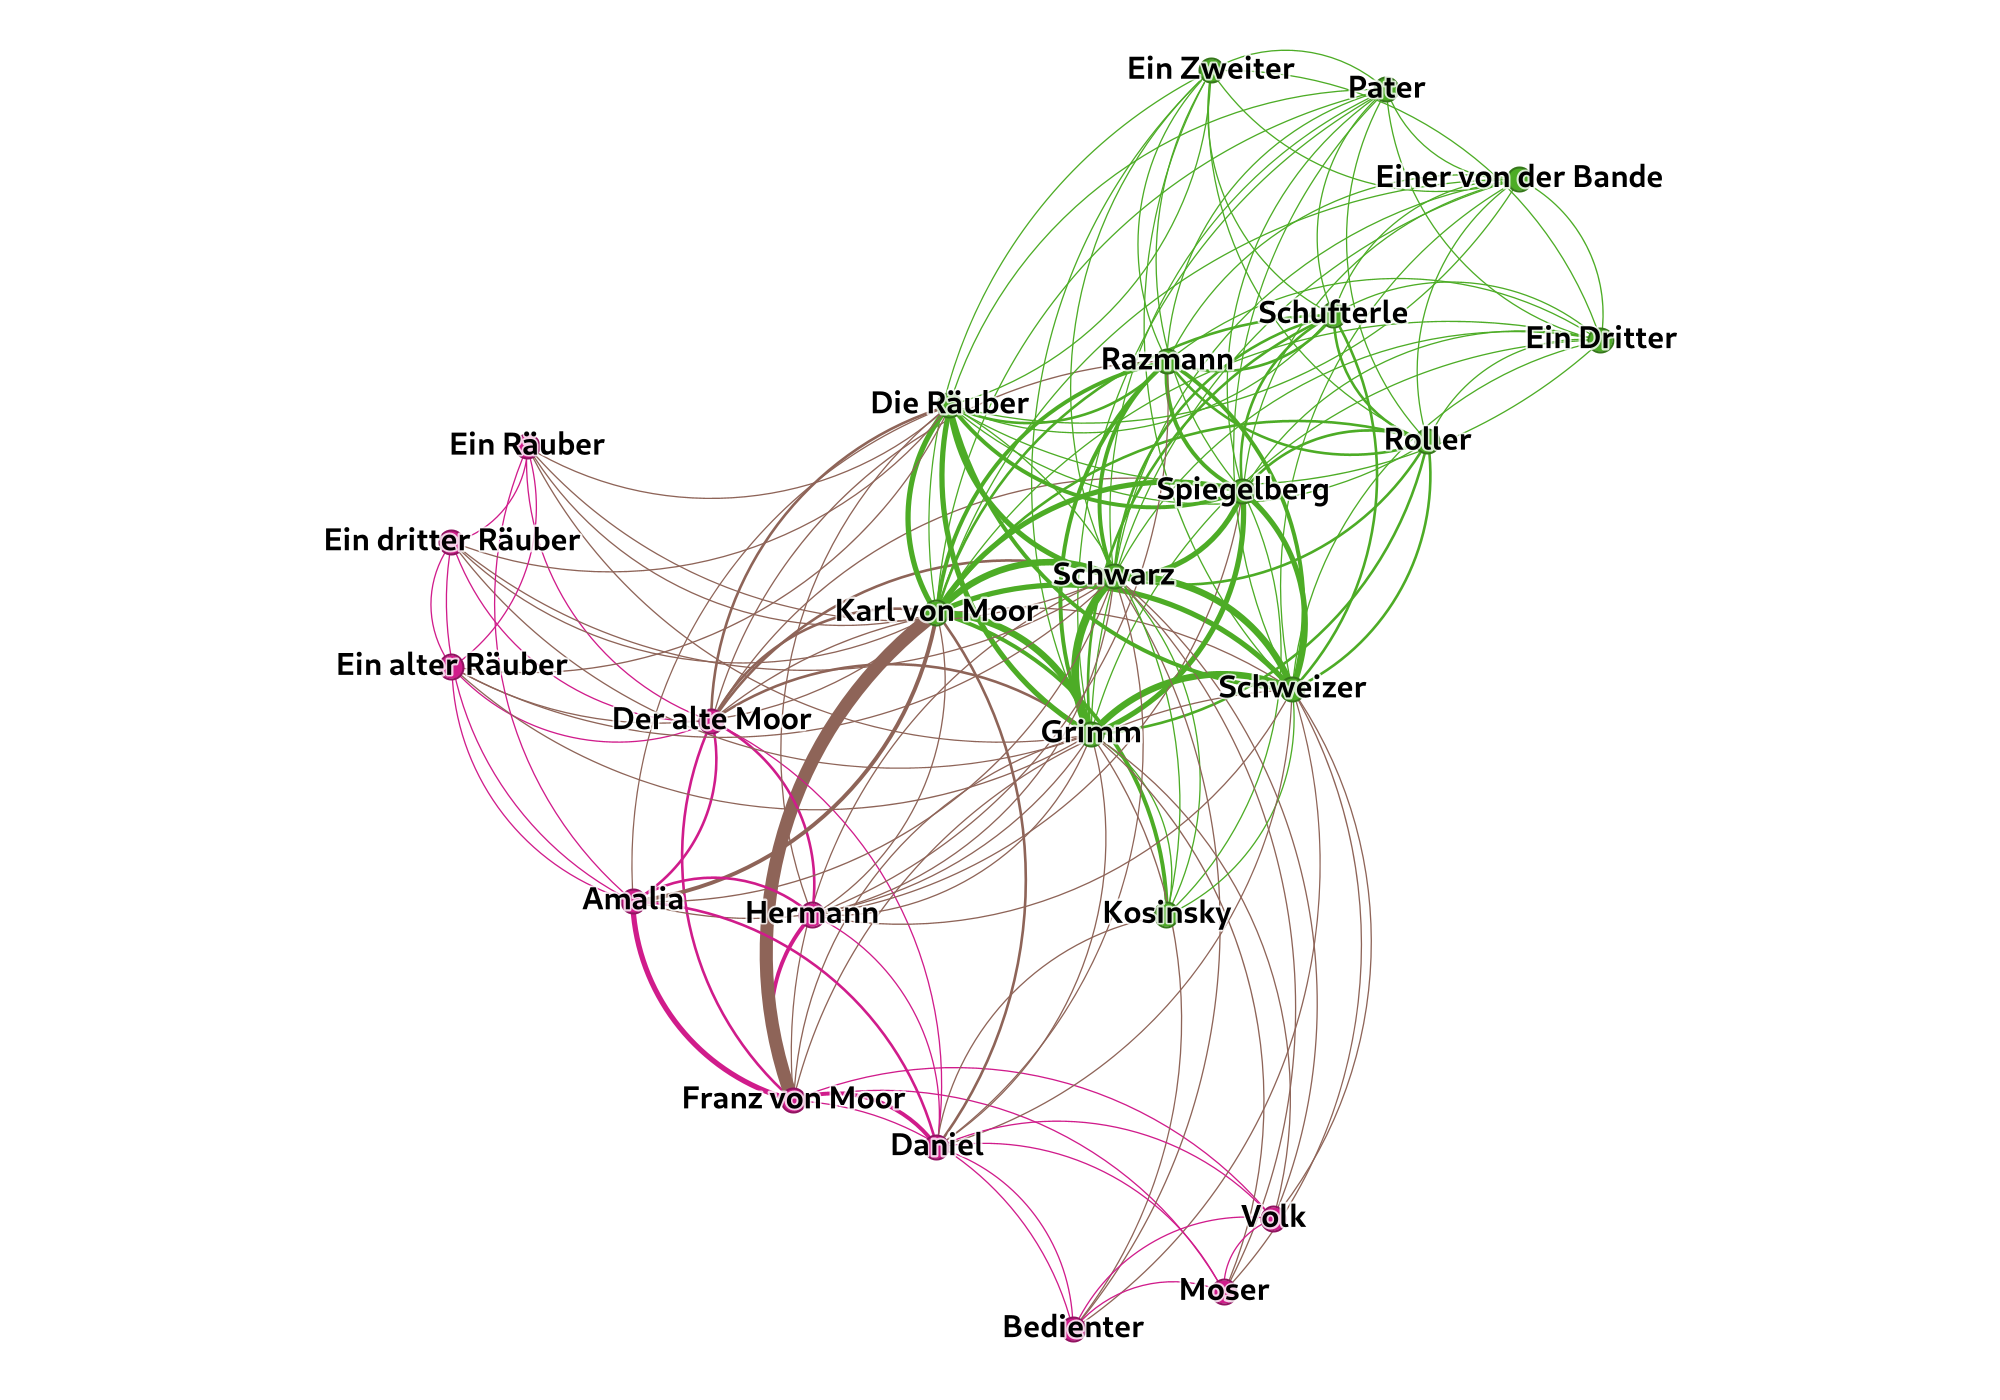 Ein Zweiter
Pater
Einer von der Bande
Schufterle
Ein Dritter
Razmann
Die Räuber
Roller
Ein Räuber
Spiegelberg
Ein dritter Räuber
Schwarz
Karl von Moor
Ein alter Räuber
Schweizer
Der alte Moor
Grimm
Amalia
Hermann
Kosinsky
Franz von Moor
Daniel
Volk
Moser
Bedienter